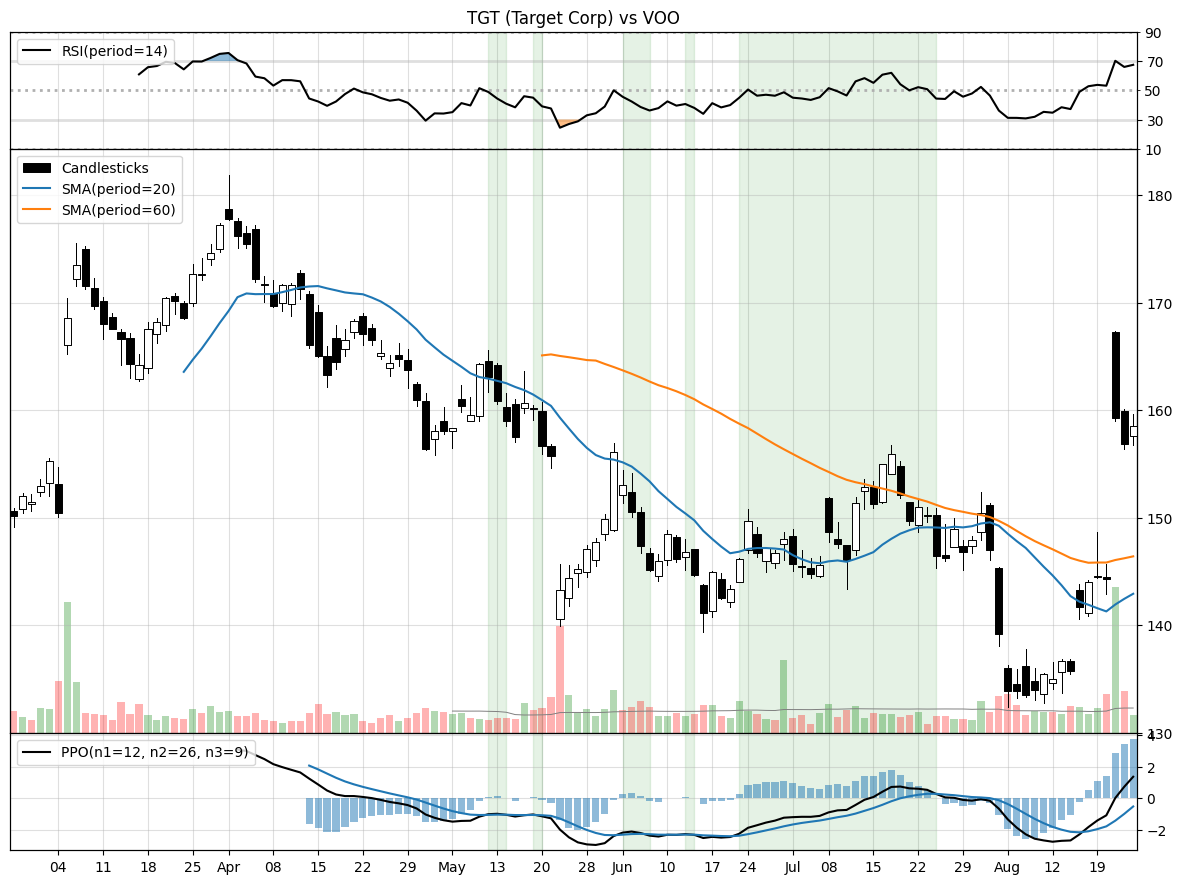 TGT (Target Corp) vs VOO
RSI(period=14)
90
70
50
30
10
Candlesticks
SMA(period=20)
SMA(period=60)
180
170
160
150
140
130
PPO(n1=12, n2=26, n3=9)
4
2
0
−2
04 11 18 25 Apr 08 15 22 29 May 13 20 28 Jun 10 17 24 Jul 08 15 22 29 Aug 12 19